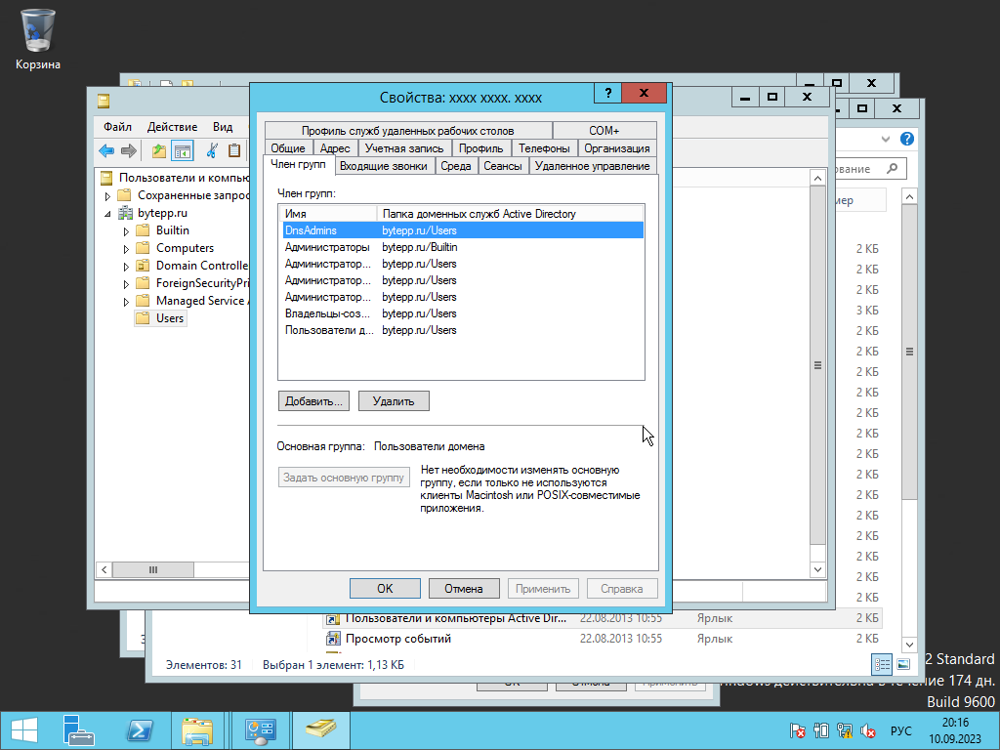 Корзина
Свойства: xxxx xxxx. xxxx
?
Файл Действие Вид
Пользователи и компью
Сохраненные запрос
bytepp.ru
Builtin
Computers
Domain Controlle
ForeignSecurityPri
Managed Service
Users
Профиль служб удаленных рабочих столов COM+
Общие Адрес Учетная запись Профиль Телефоны Организация
Член групп Входящие звонки Среда Сеансы Удаленное управление
Член групп:
Имя Папка доменных служб Active Directory
DnsAdmins bytepp.ru/Users
Администраторы bytepp.ru/Builtin
Администратор... bytepp.ru/Users
Администратор... bytepp.ru/Users
Администратор... bytepp.ru/Users
Владельцы-соз... bytepp.ru/Users
Пользователи д... bytepp.ru/Users
Добавить... Удалить
Основная группа: Пользователи домена
Задать основную группу
Нет необходимости изменять основную
группу, если только не используются
клиенты Macintosh или POSIX-совместимые
приложения.
OK Отмена Применить Справка
2 КБ
2 КБ
2 КБ
3 КБ
2 КБ
2 КБ
2 КБ
2 КБ
2 КБ
2 КБ
2 КБ
2 КБ
2 КБ
2 КБ
2 КБ
2 КБ
2 КБ
2 КБ
Пользователи и компьютеры Active Dir... 22.08.2013 10:55 Ярлык 2 КБ
Просмотр событий 22.08.2013 10:55 Ярлык 2 КБ
Элементов: 31 Выбран 1 элемент: 1,13 КБ
2 Standard
174 дн.
Build 9600
РУС
20:16
10.09.2023